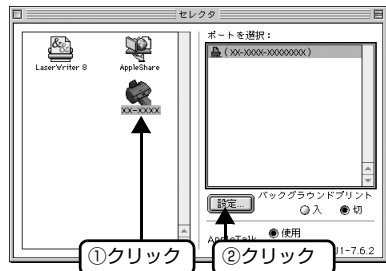 セレクタ
ポートを選択：
LaserWriter 8
AppleShare
(XX-XXXX-XXXXXXX)
XX-XXXX
設定...
バックグラウンドプリント
入
切
AppleTalk
使用
J1-7.6.2
①クリック
②クリック